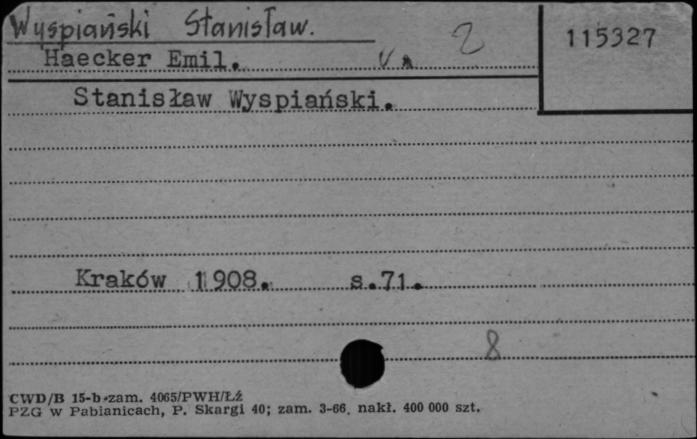 Wyspiański Stanisław.
2
115327
Haecker Emil.
Stanisław Wyspiański.
Kraków 1908. s.71.
8
CWD/B 15-b zam. 4065/PWH/Łż
PZG w Pabianicach, P. Skargi 40; zam. 3-66. nakł. 400 000 szt.